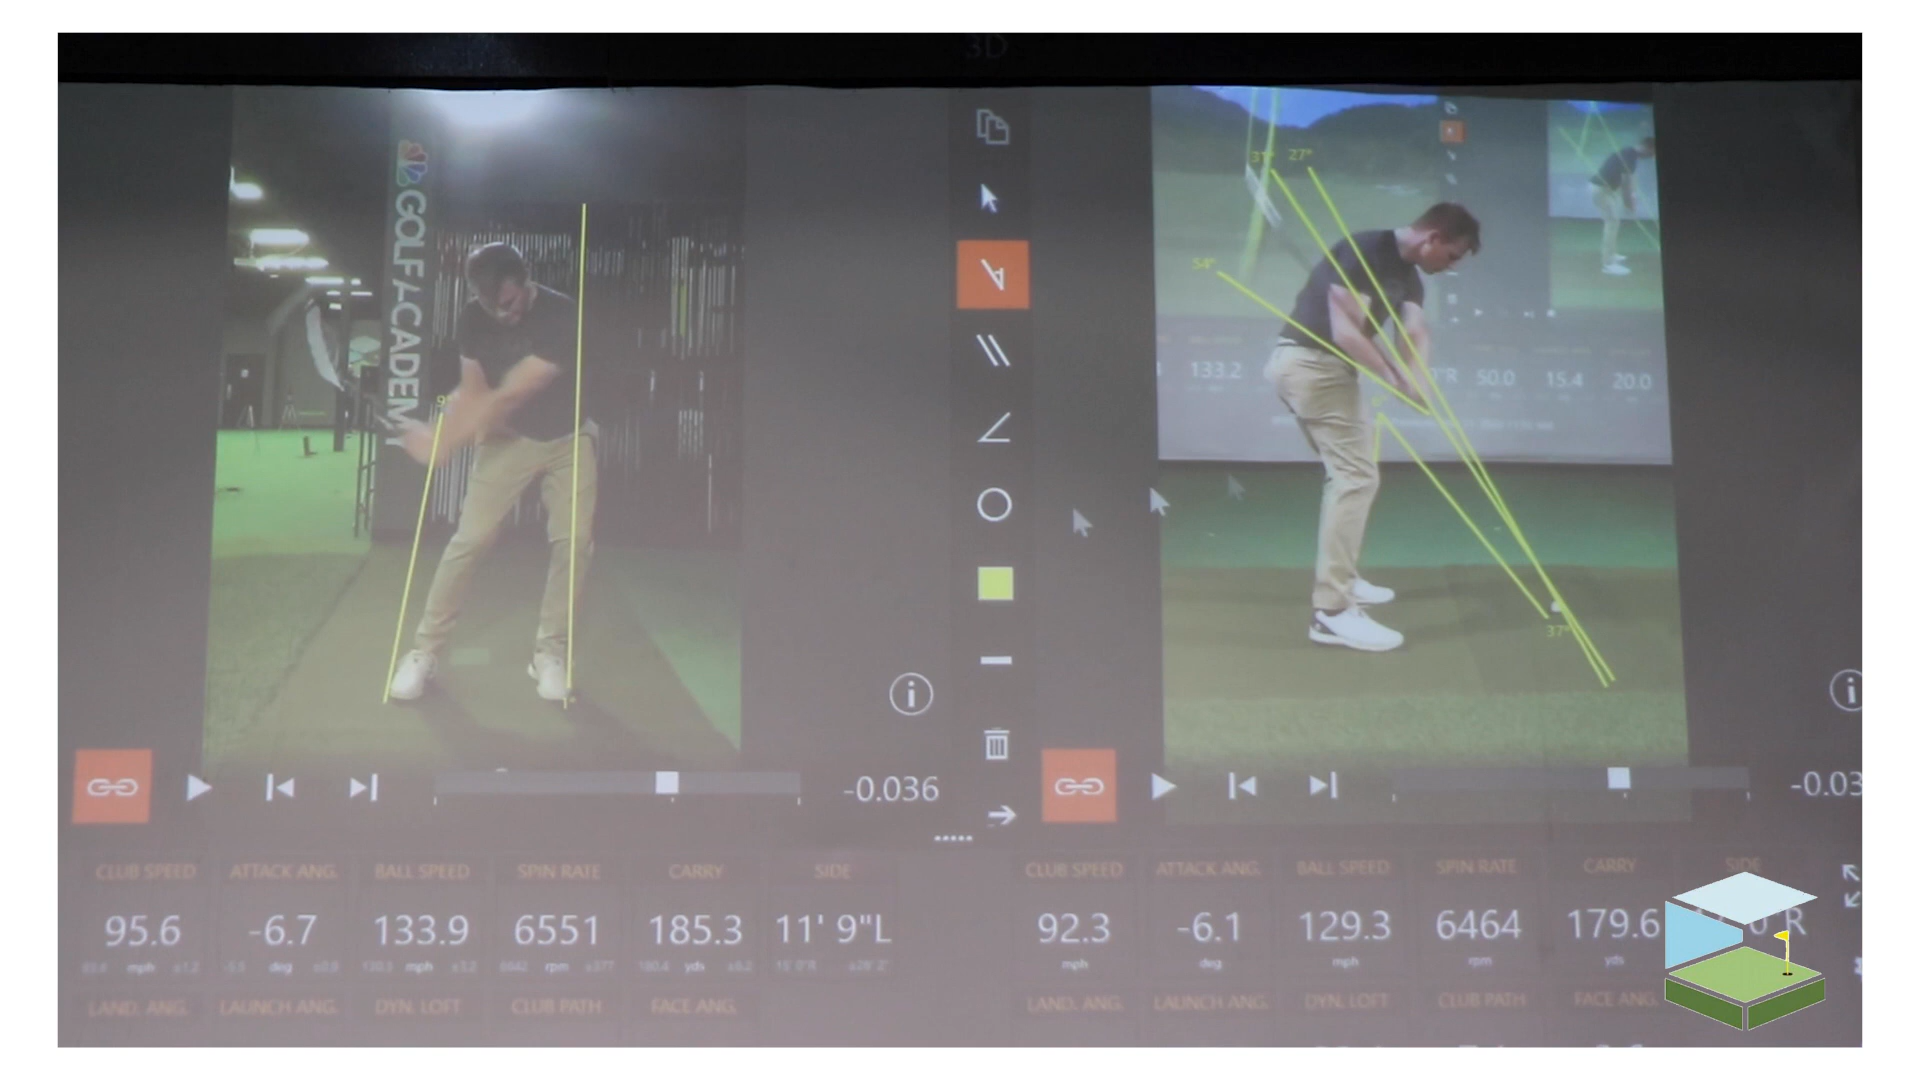 3D
GOLF ACADEMY
9°
31° 27°
54°
37°
133.2
50.0 15.4 20.0
-0.036
-0.03
CLUB SPEED ATTACK ANG. BALL SPEED SPIN RATE CARRY SIDE
95.6 -6.7 133.9 6551 185.3 11' 9"L
mph deg mph rpm yds
LAND. ANG. LAUNCH ANG. DYN. LOFT CLUB PATH FACE ANG.
CLUB SPEED ATTACK ANG. BALL SPEED SPIN RATE CARRY SIDE
92.3 -6.1 129.3 6464 179.6 R
mph deg mph rpm yds
LAND. ANG. LAUNCH ANG. DYN. LOFT CLUB PATH FACE ANG.